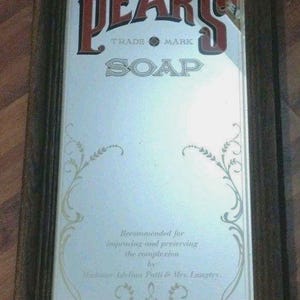 PEARS
TRADE MARK
SOAP
Recommended for
improving and preserving
the complexion
by
Madame Adelina Patti & Mrs. Langtry.